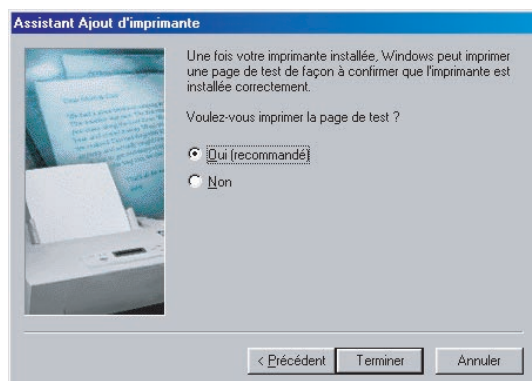 Assistant Ajout d'imprimante
Une fois votre imprimante installée, Windows peut imprimer
une page de test de façon à confirmer que l'imprimante est
installée correctement.
Voulez-vous imprimer la page de test ?
Oui (recommandé)
Non
< Précédent
Terminer
Annuler